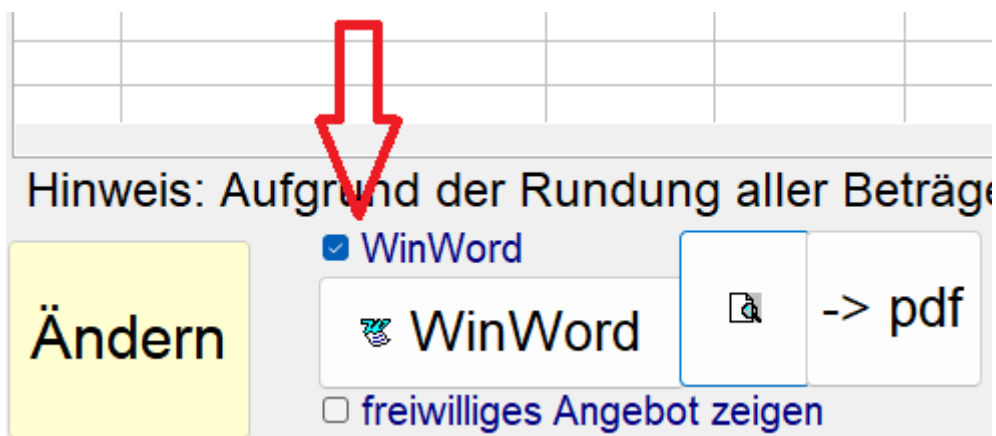 Hinweis: Aufgrund der Rundung aller Beträge
WinWord
Ändern
WinWord
-> pdf
freiwilliges Angebot zeigen